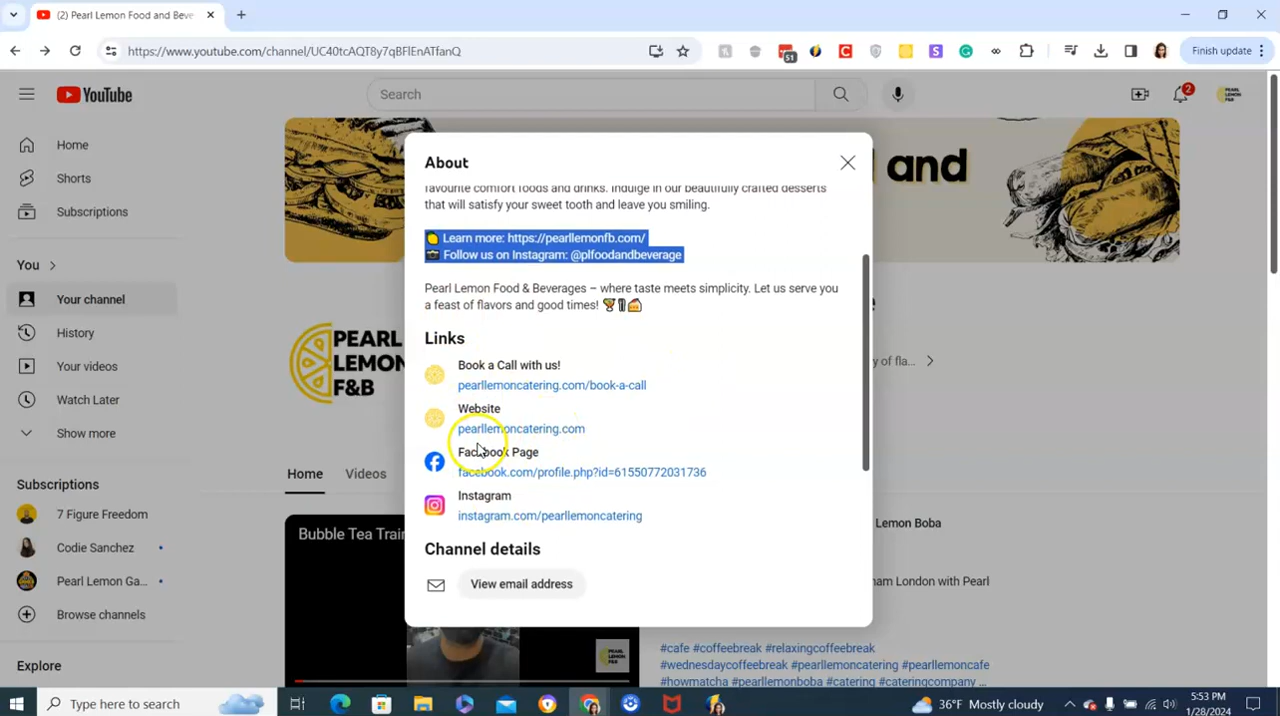 (2) Pearl Lemon Food and Beve
https://www.youtube.com/channel/UC40tcAQT8y7qBFlEnATfanQ
51
Finish update
YouTube
Search
2
PEARL LEMON F&B
Home
Shorts
Subscriptions
You
Your channel
History
Your videos
Watch Later
Show more
Subscriptions
7 Figure Freedom
Codie Sanchez
Pearl Lemon Ga...
Browse channels
Explore
and
PEARL
LEMON
F&B
y of fla...
Home
Videos
Bubble Tea Trai
Lemon Boba
am London with Pearl
#cafe #coffeebreak #relaxingcoffeebreak
#wednesdaycoffeebreak #pearllemoncatering #pearllemoncafe
#howmatcha #pearllemonboba #catering #cateringcompany ...
About
favourite comfort foods and drinks. Indulge in our beautifully crafted desserts
that will satisfy your sweet tooth and leave you smiling.
🍋 Learn more: https://pearllemonfb.com/
📷 Follow us on Instagram: @plfoodandbeverage
Pearl Lemon Food & Beverages – where taste meets simplicity. Let us serve you
a feast of flavors and good times! 🍹🍴🍰
Links
Book a Call with us!
pearllemoncatering.com/book-a-call
Website
pearllemoncatering.com
Facebook Page
facebook.com/profile.php?id=61550772031736
Instagram
instagram.com/pearllemoncatering
Channel details
View email address
Type here to search
36°F Mostly cloudy
5:53 PM
1/28/2024